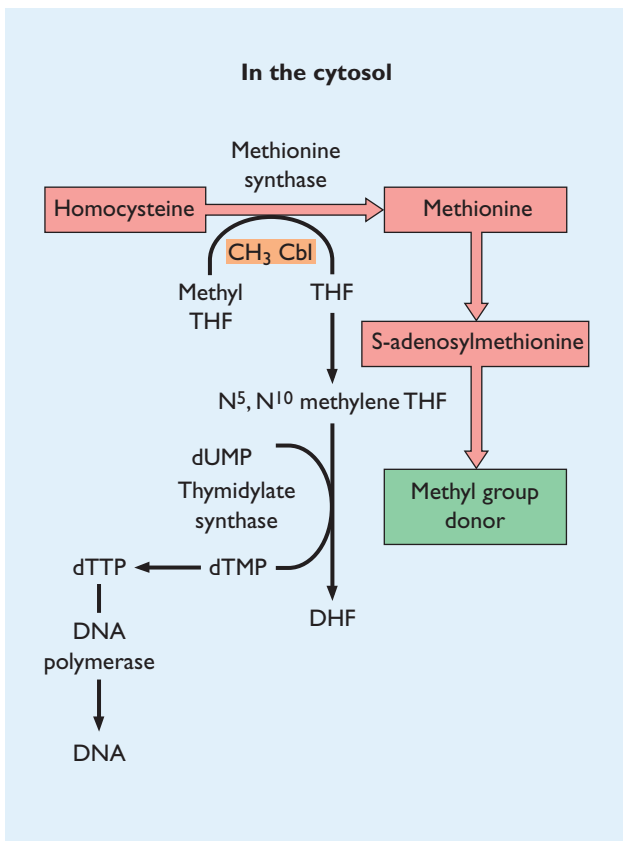 In the cytosol
Methionine
synthase
Homocysteine
Methionine
CH₃ Cbl
Methyl
THF
THF
S-adenosylmethionine
N⁵, N¹⁰ methylene THF
dUMP
Thymidylate
synthase
Methyl group
donor
dTTP
dTMP
DHF
DNA
polymerase
DNA